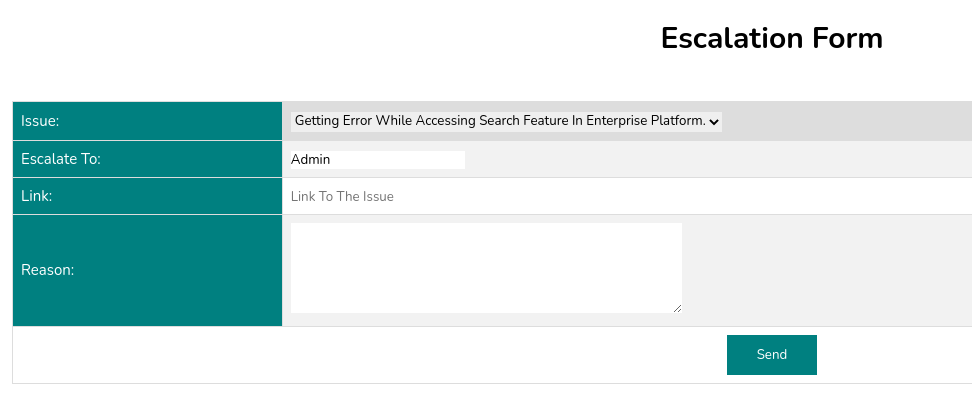 Escalation Form
Issue: Getting Error While Accessing Search Feature In Enterprise Platform.
Escalate To: Admin
Link: Link To The Issue
Reason:
Send